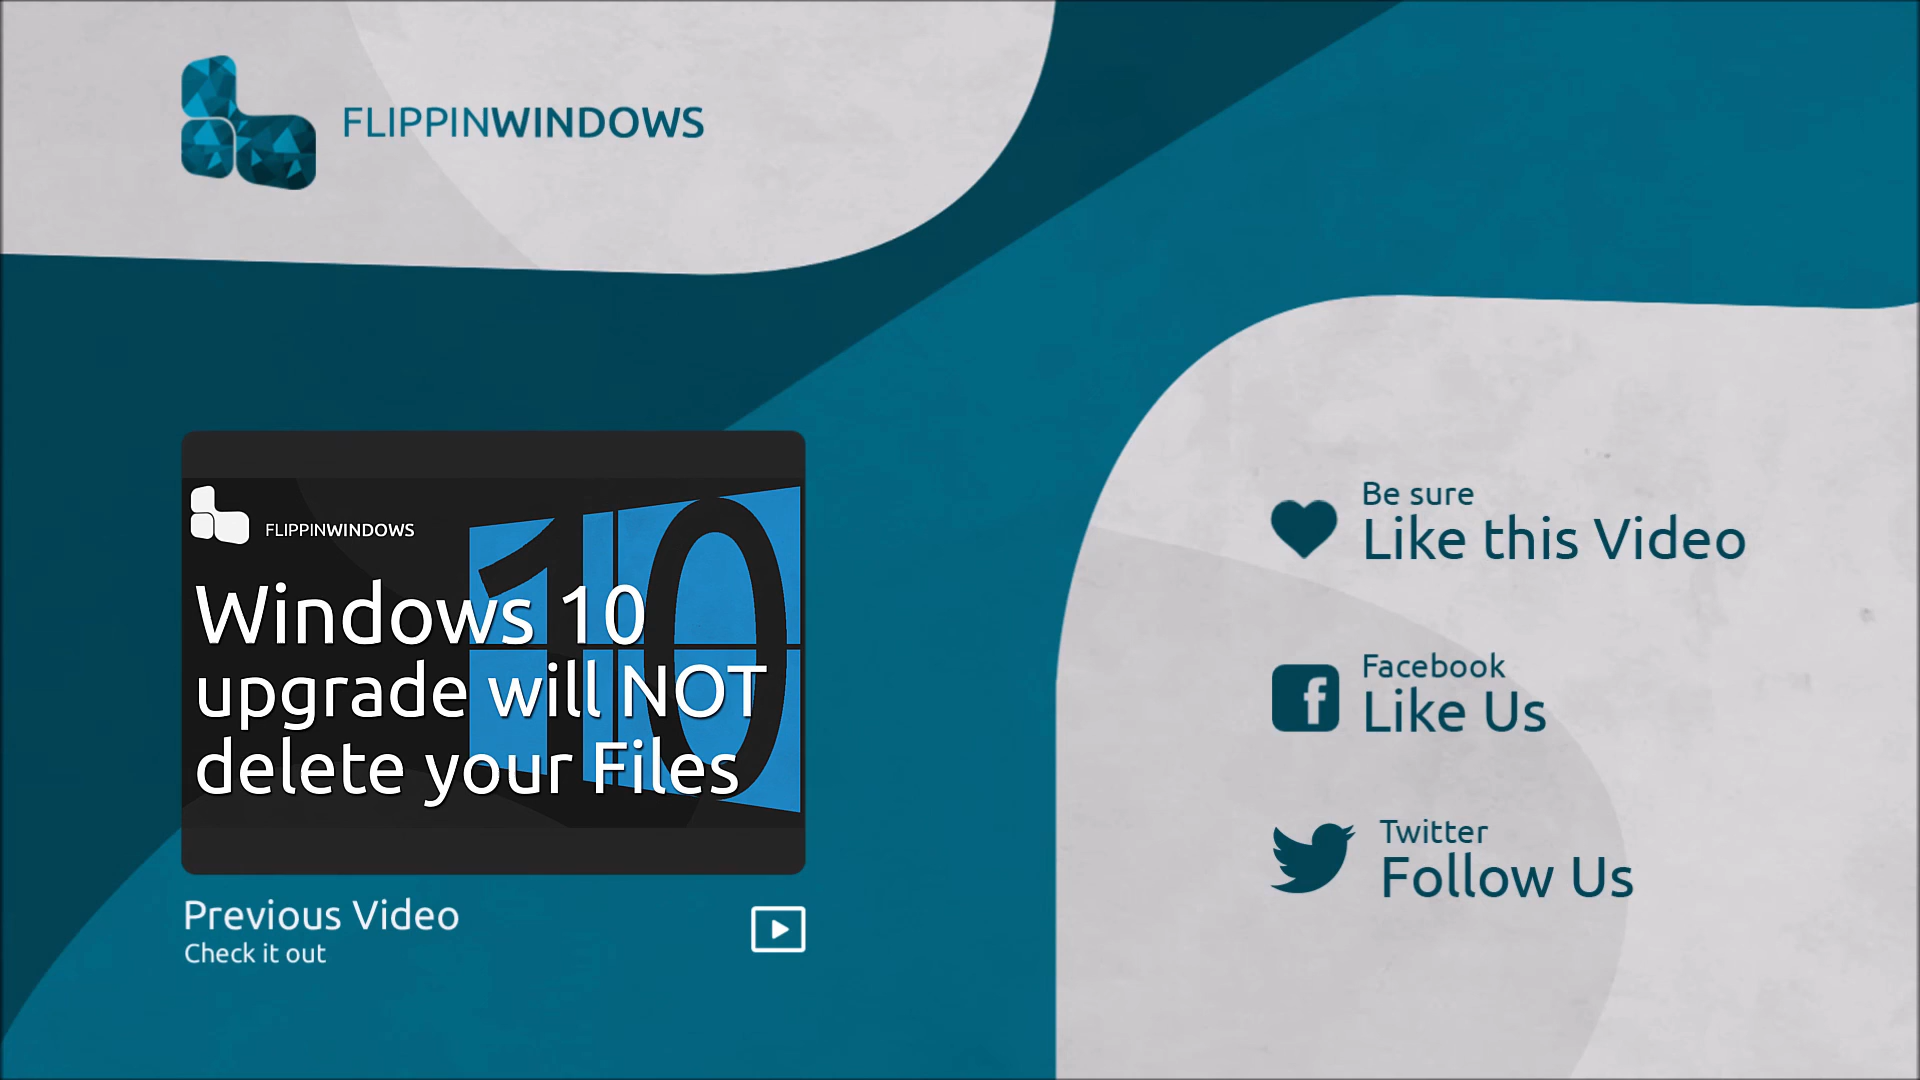 FLIPPINWINDOWS
FLIPPINWINDOWS
Windows 10
upgrade will NOT
delete your Files
Previous Video
Check it out
Be sure
Like this Video
Facebook
Like Us
Twitter
Follow Us